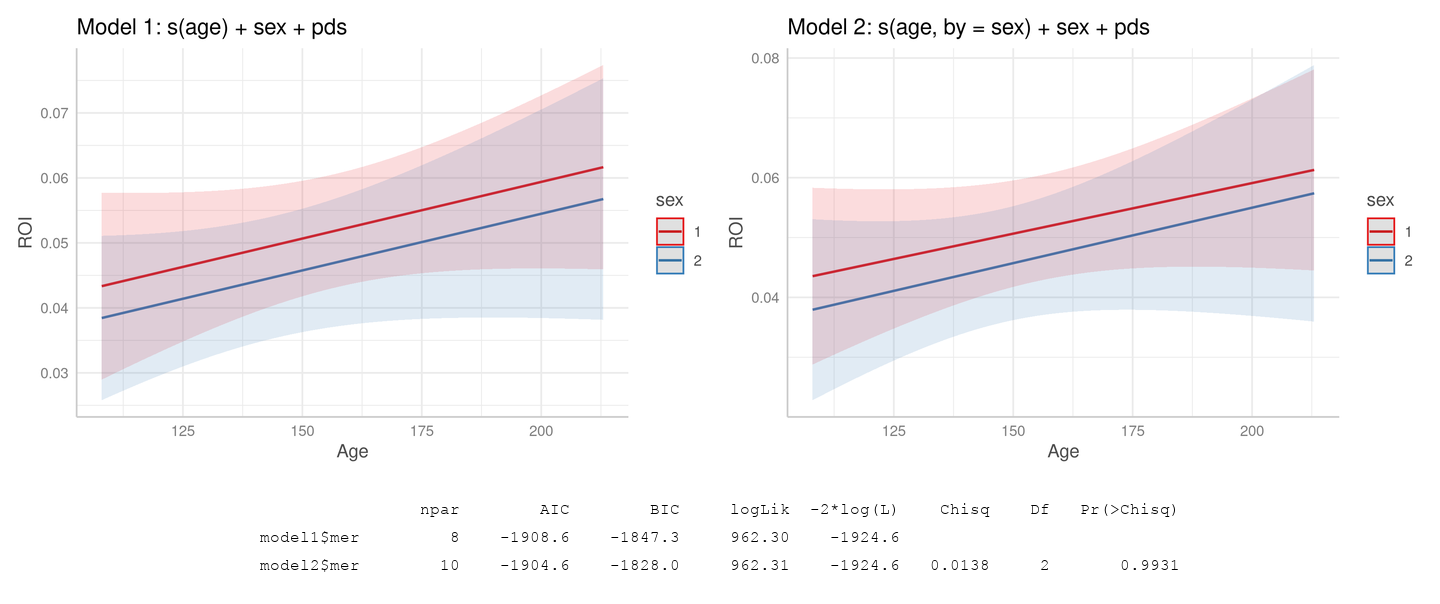 Model 1: s(age) + sex + pds
0.07
0.06
0.05
0.04
0.03
ROI
125 150 175 200
Age
sex
1
2
Model 2: s(age, by = sex) + sex + pds
0.08
0.06
0.04
ROI
125 150 175 200
Age
sex
1
2
npar AIC BIC logLik -2*log(L) Chisq Df Pr(>Chisq)
model1$mer 8 -1908.6 -1847.3 962.30 -1924.6
model2$mer 10 -1904.6 -1828.0 962.31 -1924.6 0.0138 2 0.9931